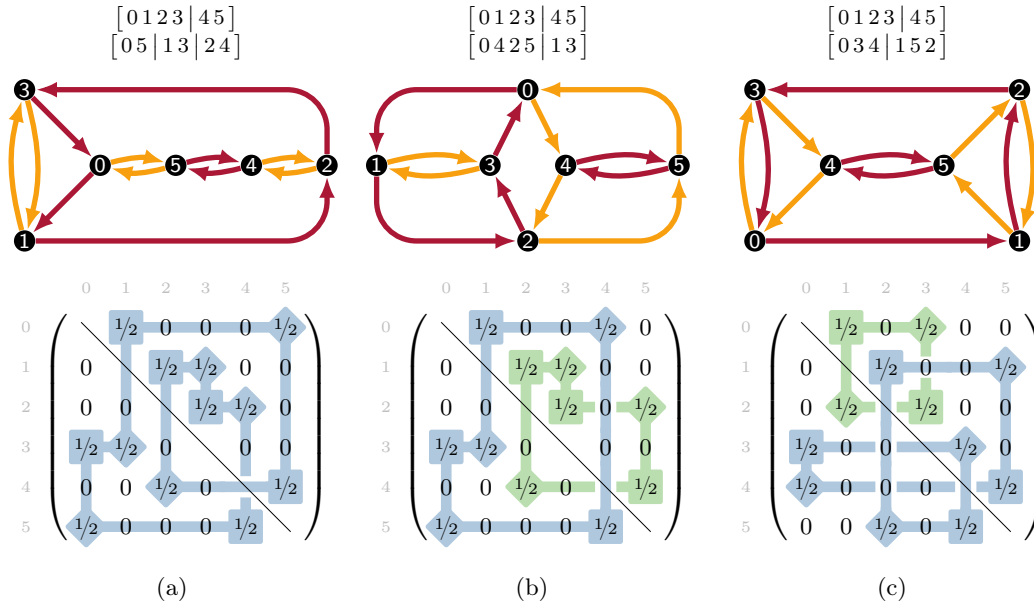 [0 1 2 3 | 4 5] [0 1 2 3 | 4 5] [0 1 2 3 | 4 5]
[0 5 | 1 3 | 2 4] [0 4 2 5 | 1 3] [0 3 4 | 1 5 2]
3 0 3 2
0 5 4 2 1 3 4 5 4 5
1 2 0 1
0 1 2 3 4 5 0 1 2 3 4 5 0 1 2 3 4 5
0 1/2 0 0 0 1/2 0 1/2 0 0 1/2 0 0 1/2 0 1/2 0 0
1 0 1/2 1/2 0 0 1 0 1/2 1/2 0 0 1 0 1/2 0 0 1/2
2 0 0 1/2 1/2 0 2 0 0 1/2 0 1/2 2 0 1/2 1/2 0 0
3 1/2 1/2 0 0 0 3 1/2 1/2 0 0 0 3 1/2 0 0 1/2 0
4 0 0 1/2 0 1/2 4 0 0 1/2 0 1/2 4 1/2 0 0 0 1/2
5 1/2 0 0 0 1/2 5 1/2 0 0 0 1/2 5 0 0 1/2 0 1/2
(a) (b) (c)